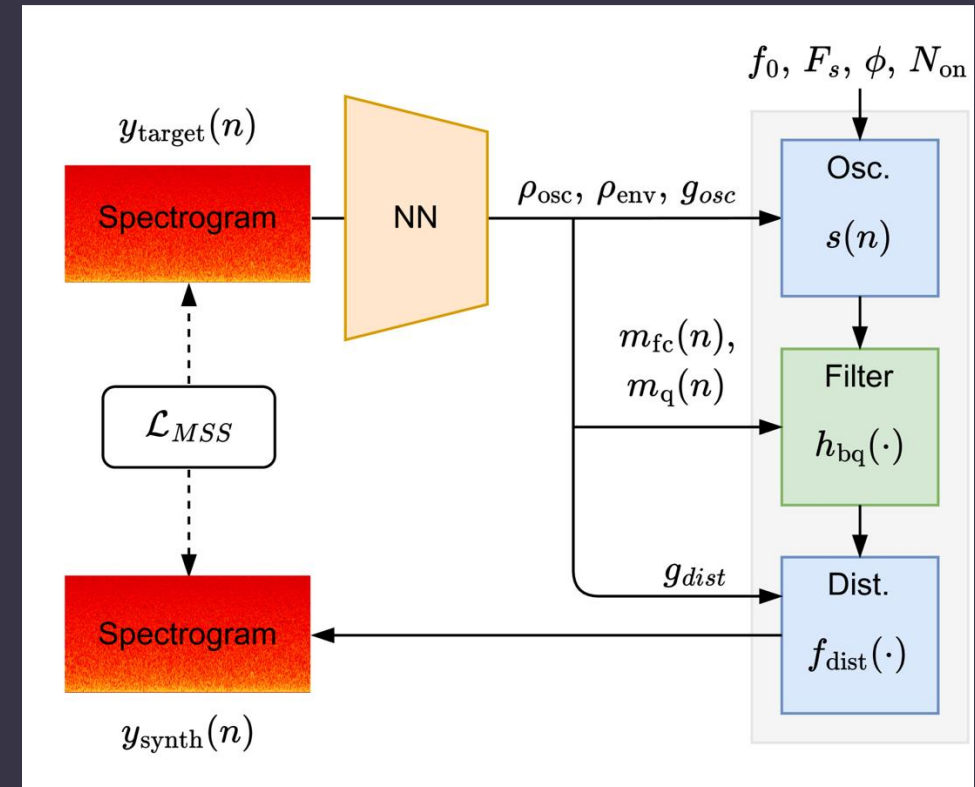 f₀, Fₛ, ϕ, N_on
y_target(n)
Spectrogram
NN
ρ_osc, ρ_env, g_osc
Osc.
s(n)
m_fc(n),
m_q(n)
Filter
h_bq(·)
ℒ_MSS
g_dist
Dist.
f_dist(·)
Spectrogram
y_synth(n)